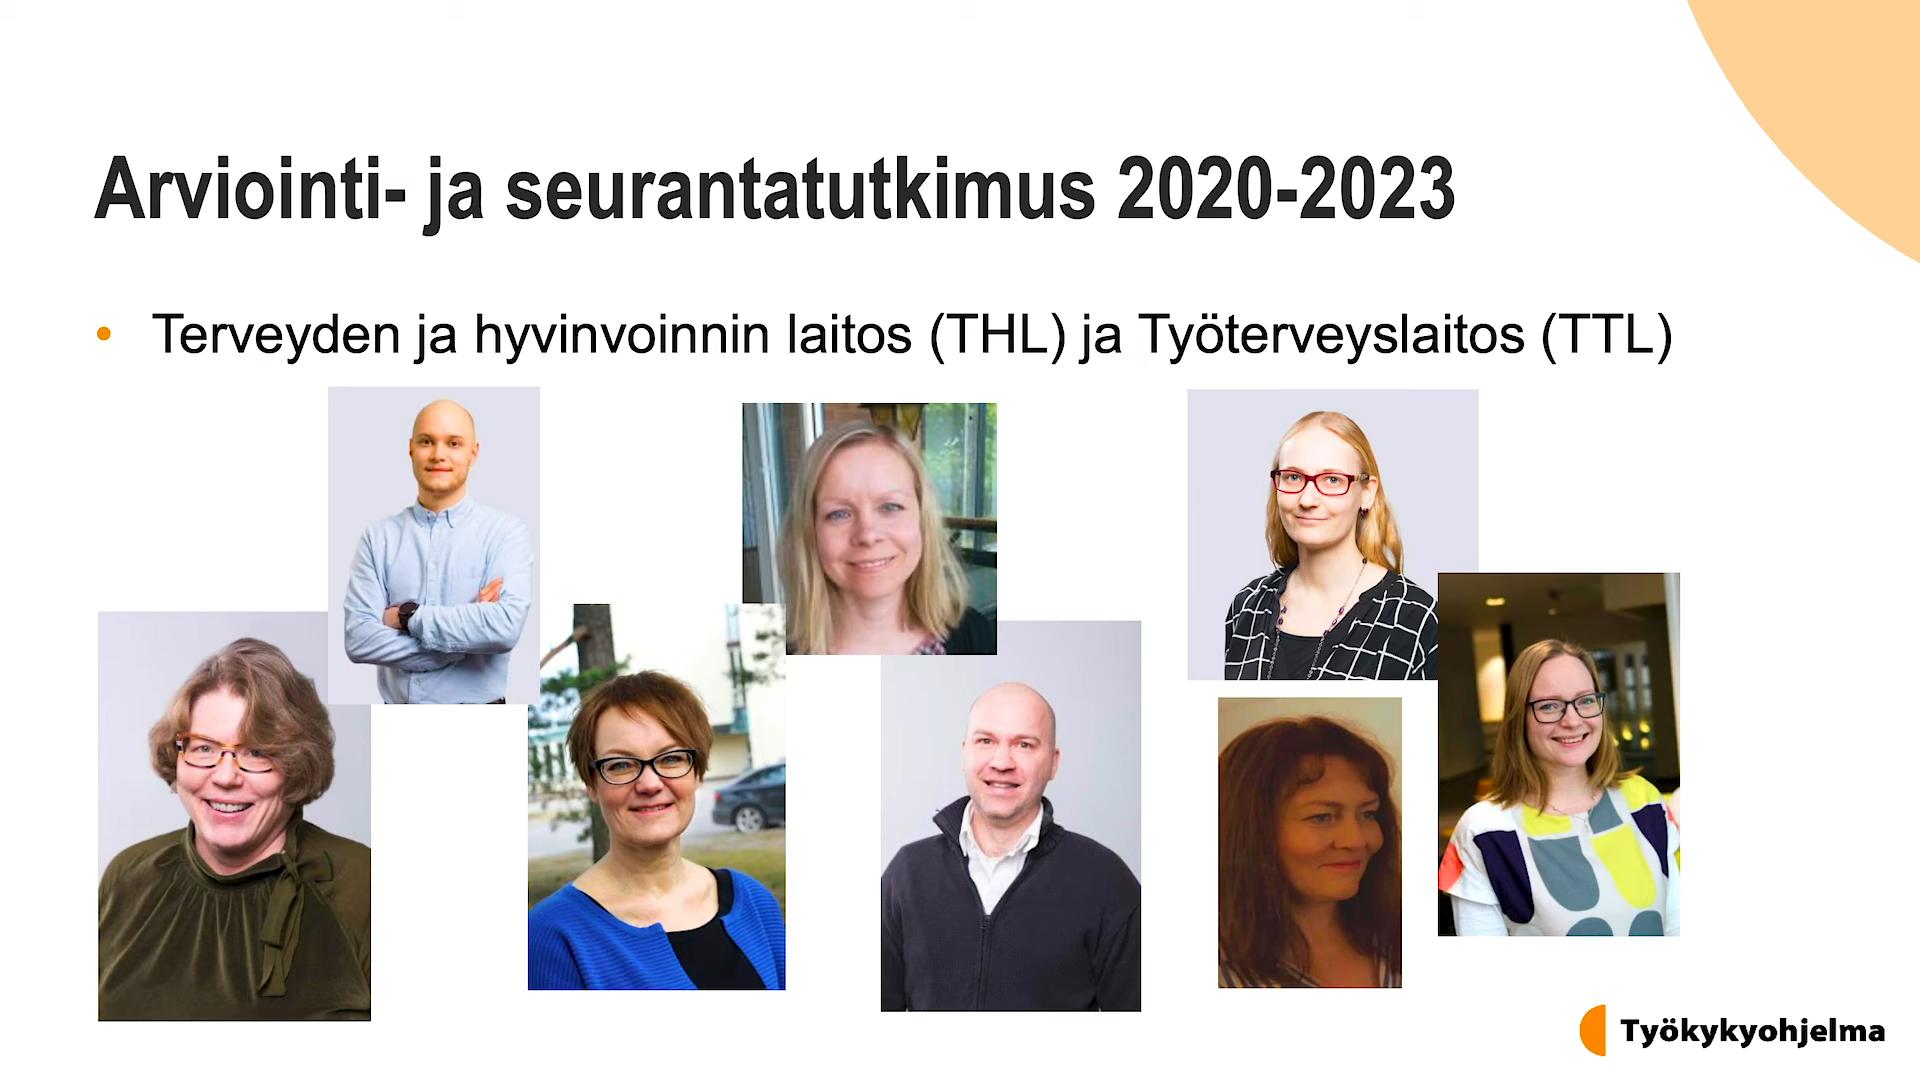 Arviointi- ja seurantatutkimus 2020-2023
• Terveyden ja hyvinvoinnin laitos (THL) ja Työterveyslaitos (TTL)
Työkykyohjelma